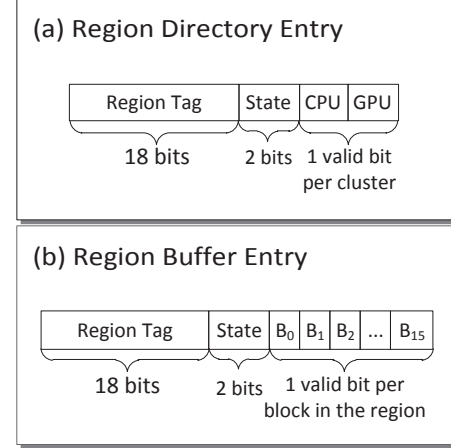 (a) Region Directory Entry
Region Tag State CPU GPU
18 bits 2 bits 1 valid bit
per cluster
(b) Region Buffer Entry
Region Tag State B₀ B₁ B₂ ... B₁₅
18 bits 2 bits 1 valid bit per
block in the region